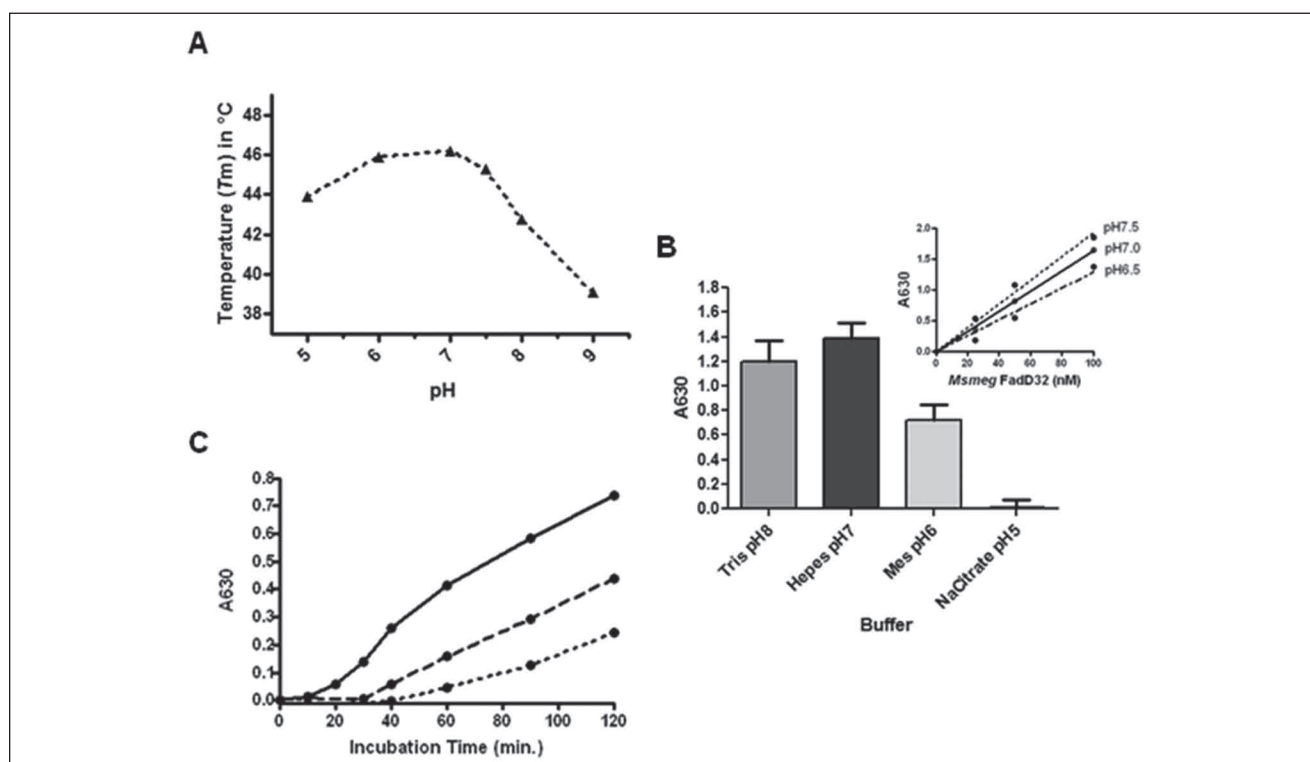 A
Temperature (Tm) in °C
48
46
44
42
40
38
5 6 7 8 9
pH
B
A630
1.8
1.6
1.4
1.2
1.0
0.8
0.6
0.4
0.2
0.0
Tris pH8
Hepes pH7
Mes pH6
NaCitrate pH5
Buffer
A630
2.0
1.5
1.0
0.5
0.0
0 20 40 60 80 100
Msmeg FadD32 (nM)
pH7.5
pH7.0
pH6.5
C
A630
0.8
0.7
0.6
0.5
0.4
0.3
0.2
0.1
0.0
0 20 40 60 80 100 120
Incubation Time (min.)